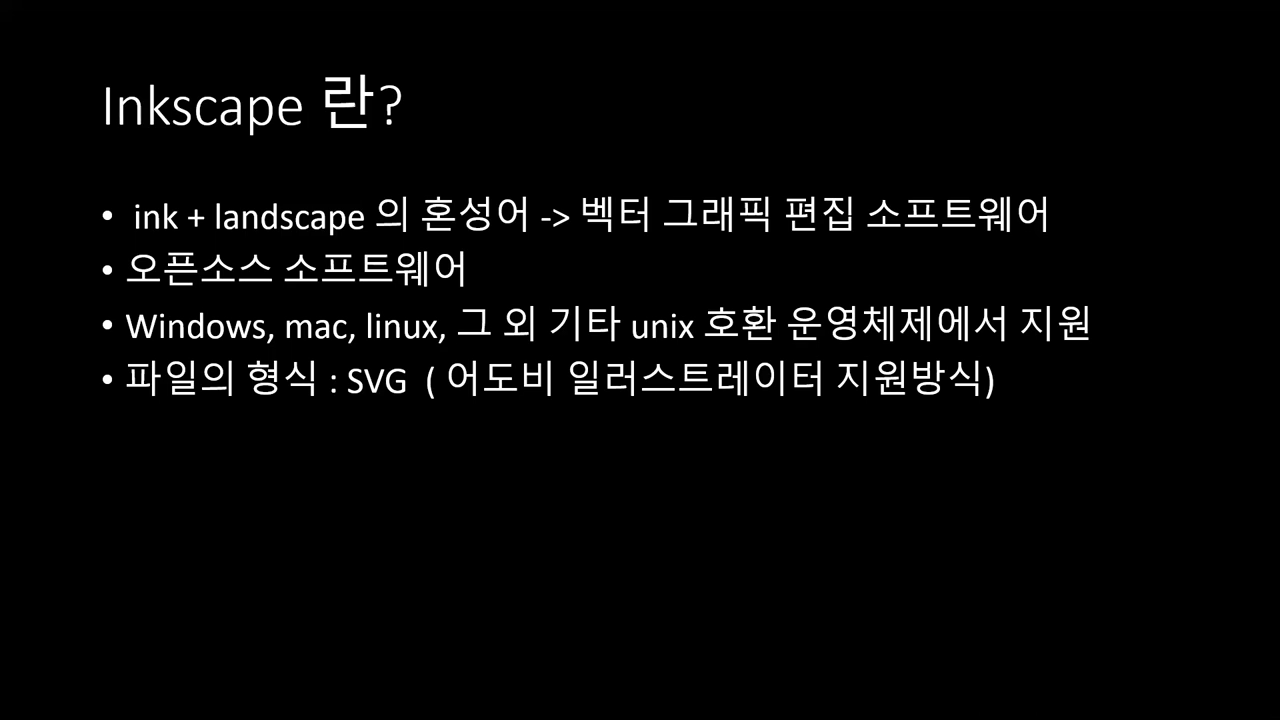 Inkscape 란?
• ink + landscape 의 혼성어 -> 벡터 그래픽 편집 소프트웨어
• 오픈소스 소프트웨어
• Windows, mac, linux, 그 외 기타 unix 호환 운영체제에서 지원
• 파일의 형식 : SVG ( 어도비 일러스트레이터 지원방식)